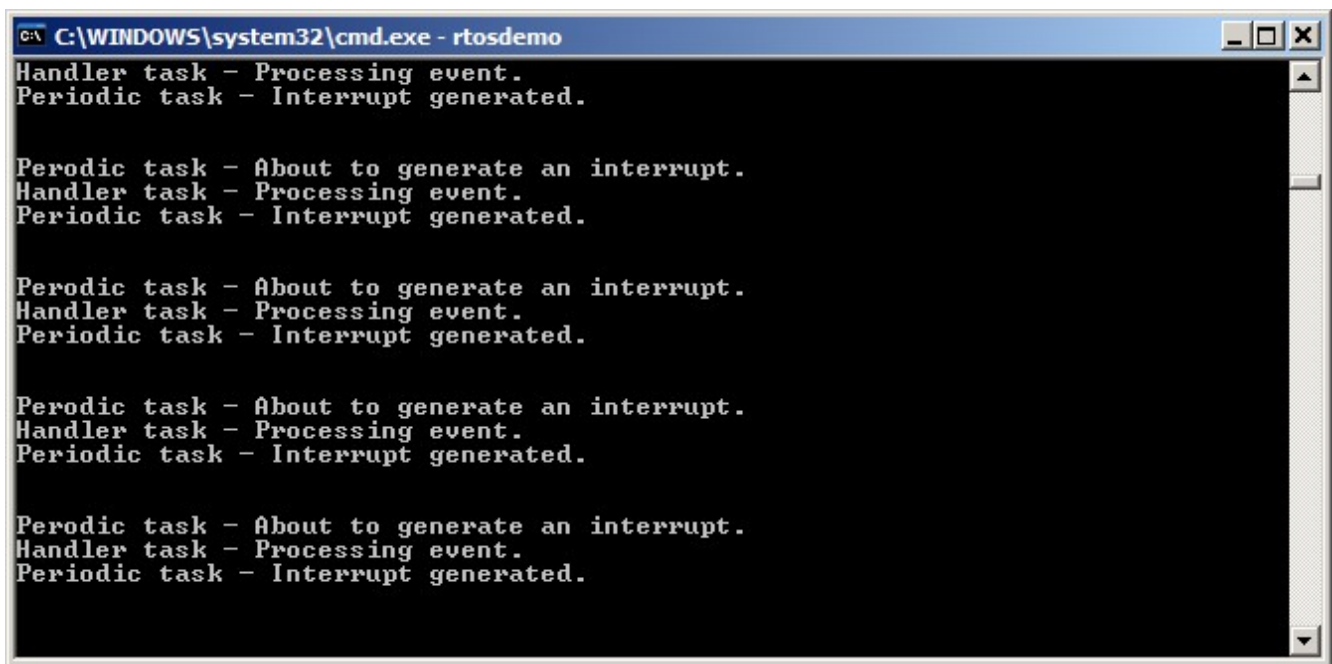 C:\WINDOWS\system32\cmd.exe - rtosdemo
Handler task - Processing event.
Periodic task - Interrupt generated.
Perodic task - About to generate an interrupt.
Handler task - Processing event.
Periodic task - Interrupt generated.
Perodic task - About to generate an interrupt.
Handler task - Processing event.
Periodic task - Interrupt generated.
Perodic task - About to generate an interrupt.
Handler task - Processing event.
Periodic task - Interrupt generated.
Perodic task - About to generate an interrupt.
Handler task - Processing event.
Periodic task - Interrupt generated.